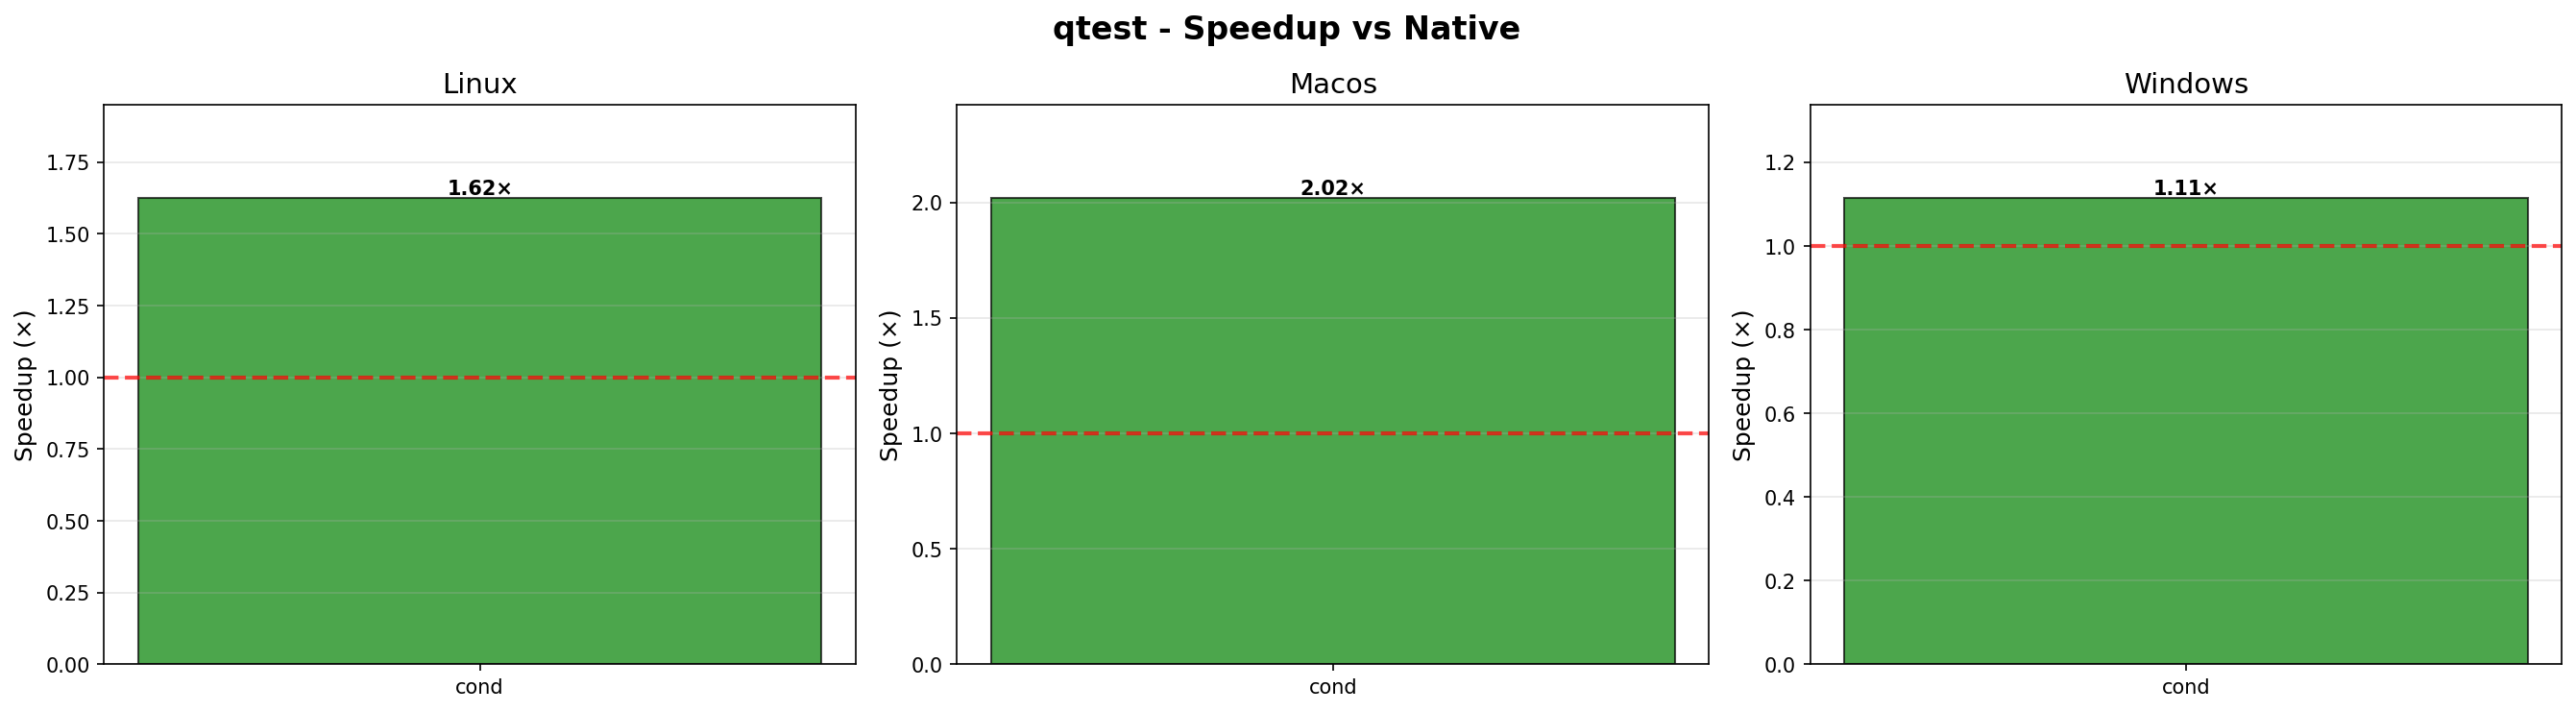 qtest - Speedup vs Native
Linux
Speedup (×)
1.75
1.50
1.25
1.00
0.75
0.50
0.25
0.00
1.62×
cond
Macos
Speedup (×)
2.0
1.5
1.0
0.5
0.0
2.02×
cond
Windows
Speedup (×)
1.2
1.0
0.8
0.6
0.4
0.2
0.0
1.11×
cond